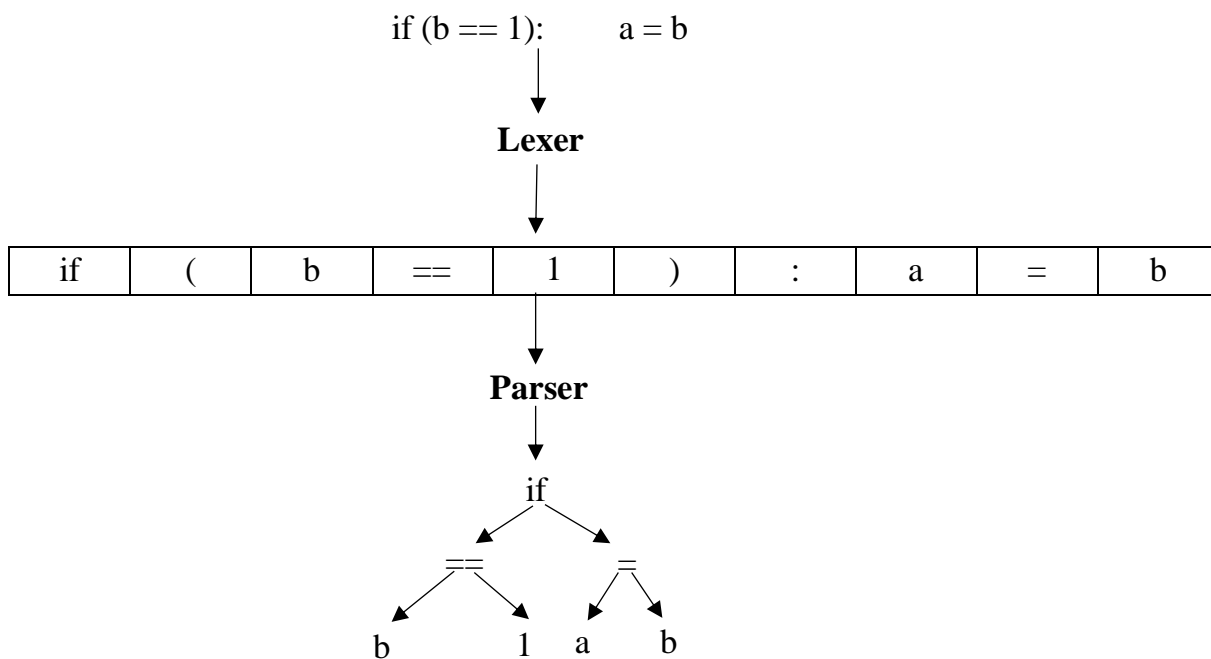 if (b == 1): a = b
Lexer
if ( b == 1 ) : a = b
Parser
if
== =
b 1 a b